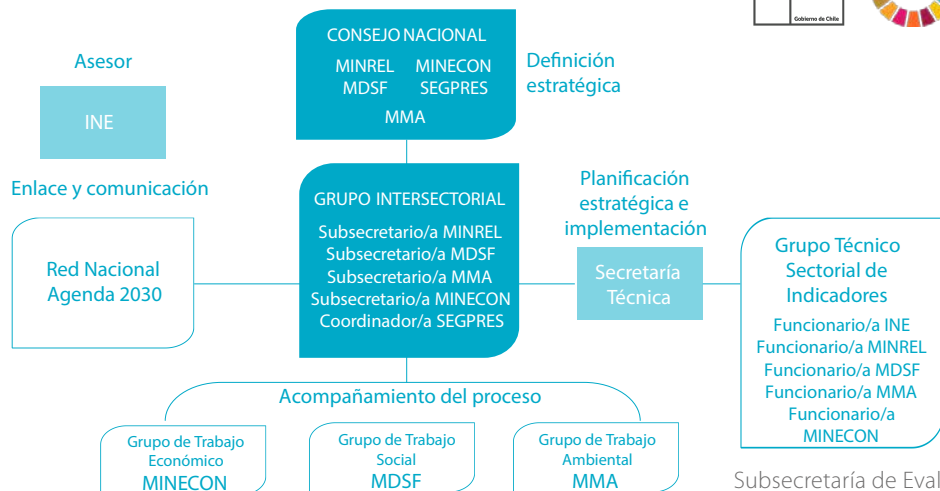 Gobierno de Chile
CONSEJO NACIONAL
MINREL MINECON
MDSF SEGPRES
MMA
Definición
estratégica
Asesor
INE
Enlace y comunicación
Red Nacional
Agenda 2030
GRUPO INTERSECTORIAL
Subsecretario/a MINREL
Subsecretario/a MDSF
Subsecretario/a MMA
Subsecretario/a MINECON
Coordinador/a SEGPRES
Planificación
estratégica e
implementación
Secretaría
Técnica
Grupo Técnico
Sectorial de
Indicadores
Funcionario/a INE
Funcionario/a MINREL
Funcionario/a MDSF
Funcionario/a MMA
Funcionario/a
MINECON
Acompañamiento del proceso
Grupo de Trabajo
Económico
MINECON
Grupo de Trabajo
Social
MDSF
Grupo de Trabajo
Ambiental
MMA
Subsecretaría de Eval